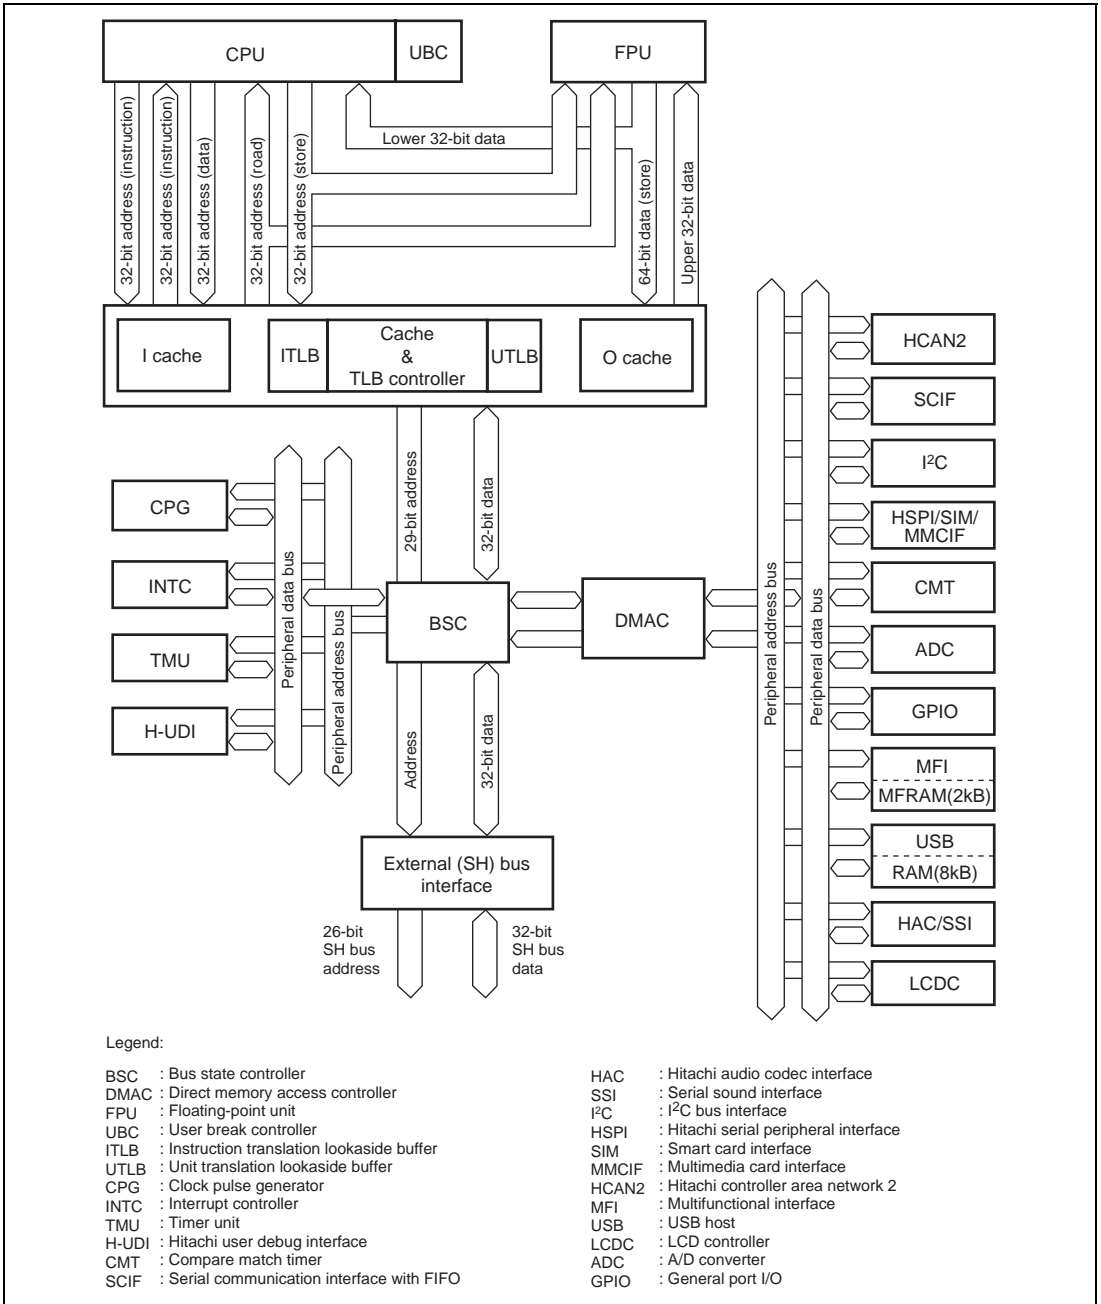 CPU
UBC
FPU
32-bit address (instruction)
32-bit address (instruction)
32-bit address (data)
32-bit address (road)
32-bit address (store)
Lower 32-bit data
64-bit data (store)
Upper 32-bit data
I cache
ITLB
Cache
&
TLB controller
UTLB
O cache
29-bit address
32-bit data
CPG
INTC
TMU
H-UDI
Peripheral data bus
Peripheral address bus
BSC
DMAC
Address
32-bit data
External (SH) bus
interface
26-bit
SH bus
address
32-bit
SH bus
data
Peripheral address bus
Peripheral data bus
HCAN2
SCIF
I2C
HSPI/SIM/
MMCIF
CMT
ADC
GPIO
MFI
MFRAM(2kB)
USB
RAM(8kB)
HAC/SSI
LCDC
Legend:
BSC : Bus state controller
DMAC : Direct memory access controller
FPU : Floating-point unit
UBC : User break controller
ITLB : Instruction translation lookaside buffer
UTLB : Unit translation lookaside buffer
CPG : Clock pulse generator
INTC : Interrupt controller
TMU : Timer unit
H-UDI : Hitachi user debug interface
CMT : Compare match timer
SCIF : Serial communication interface with FIFO
HAC : Hitachi audio codec interface
SSI : Serial sound interface
I2C : I2C bus interface
HSPI : Hitachi serial peripheral interface
SIM : Smart card interface
MMCIF : Multimedia card interface
HCAN2 : Hitachi controller area network 2
MFI : Multifunctional interface
USB : USB host
LCDC : LCD controller
ADC : A/D converter
GPIO : General port I/O